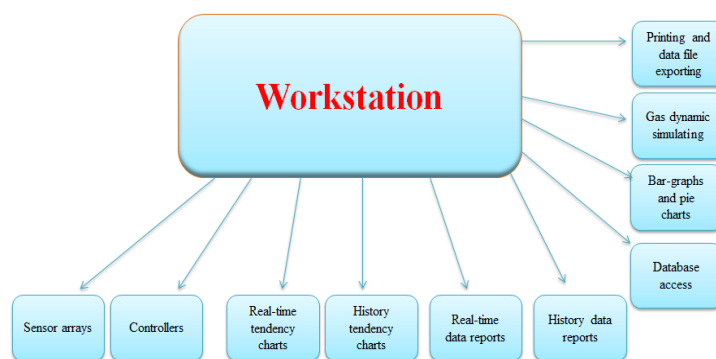 Workstation
Printing and
data file
exporting
Gas dynamic
simulating
Bar-graphs
and pie
charts
Database
access
Sensor arrays
Controllers
Real-time
tendency
charts
History
tendency
charts
Real-time
data reports
History data
reports